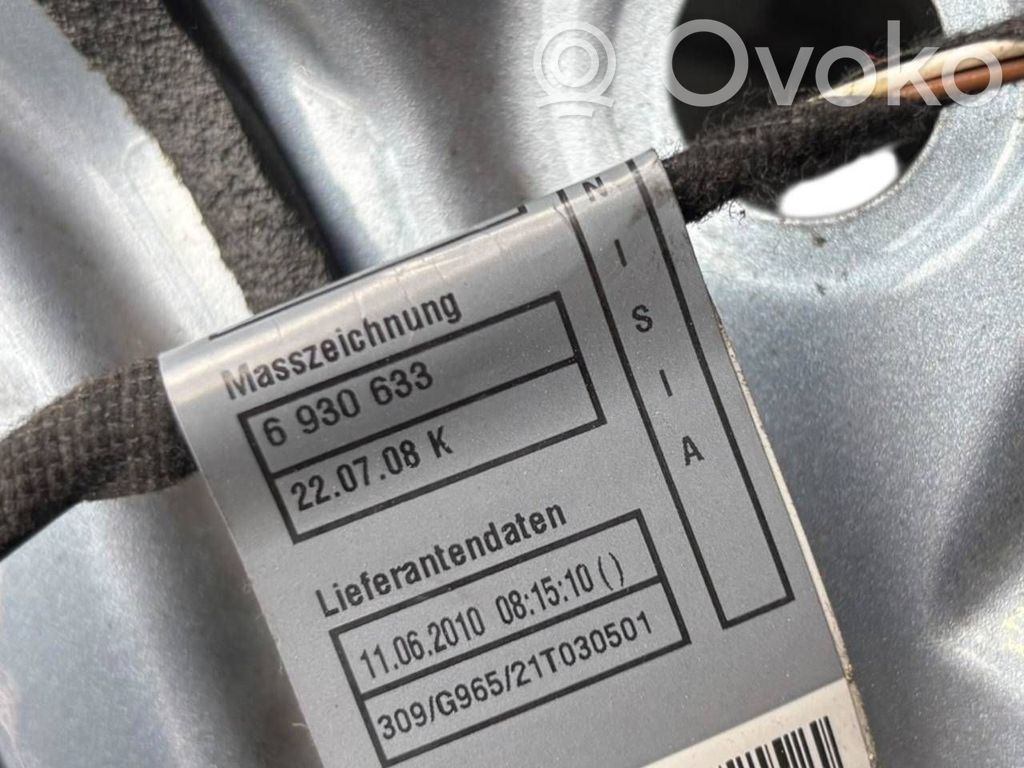 Ovoko
Masszeichnung
6 930 633
22.07.08 K
Lieferantendaten
11.06.2010 08:15:10 ( )
309/G965/21T030501
N
I
S
I
A